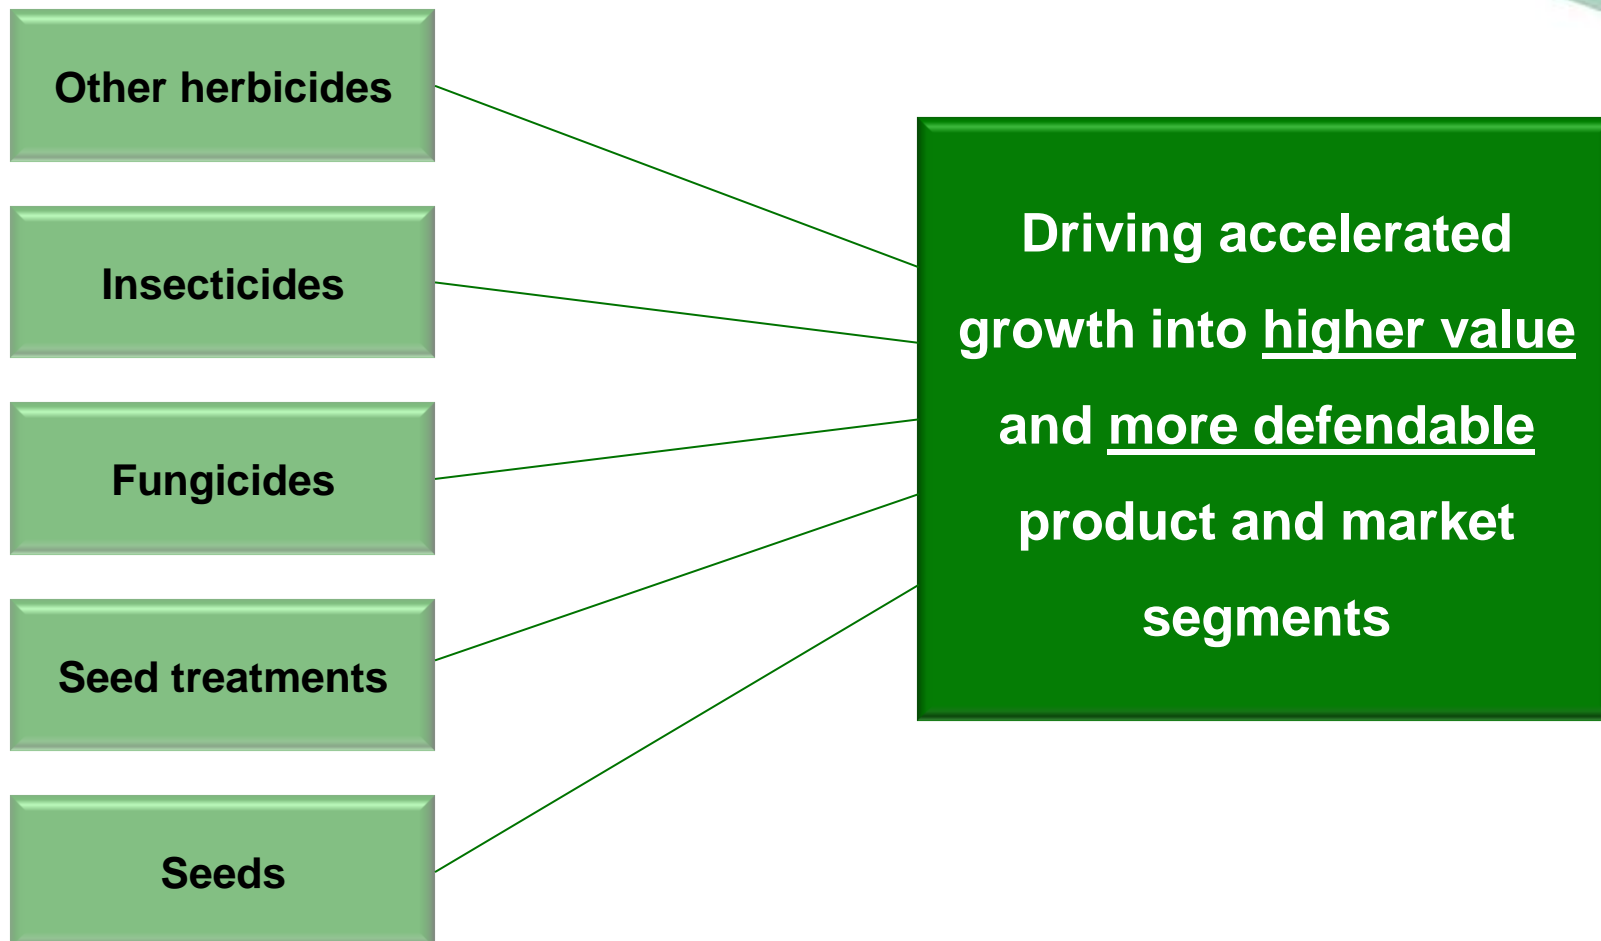 Other herbicides
Insecticides
Fungicides
Seed treatments
Seeds
Driving accelerated
growth into higher value
and more defendable
product and market
segments